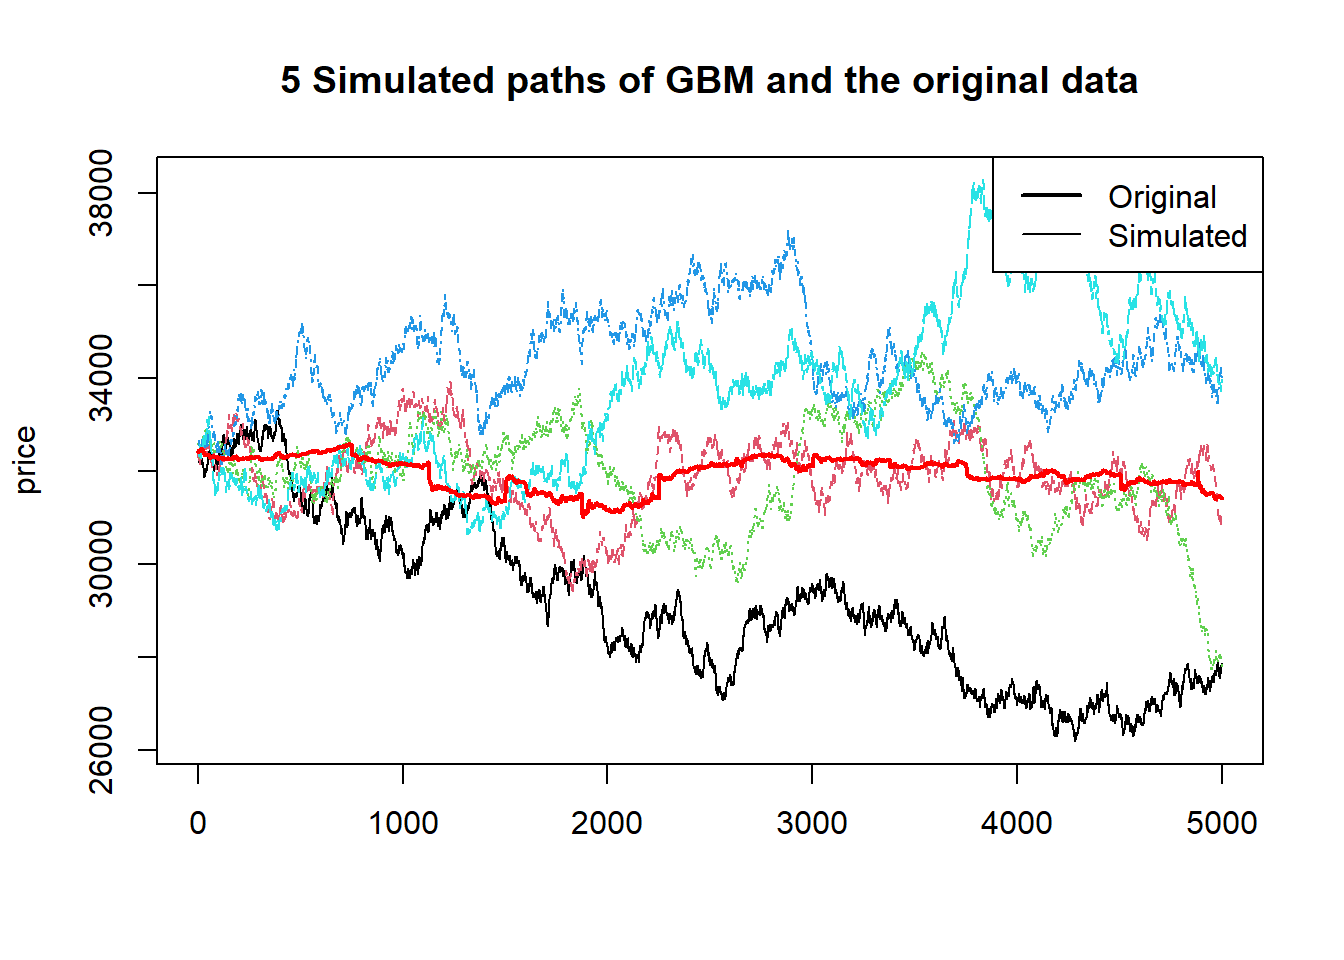 5 Simulated paths of GBM and the original data
Original
Simulated
price
38000
34000
30000
26000
0 1000 2000 3000 4000 5000